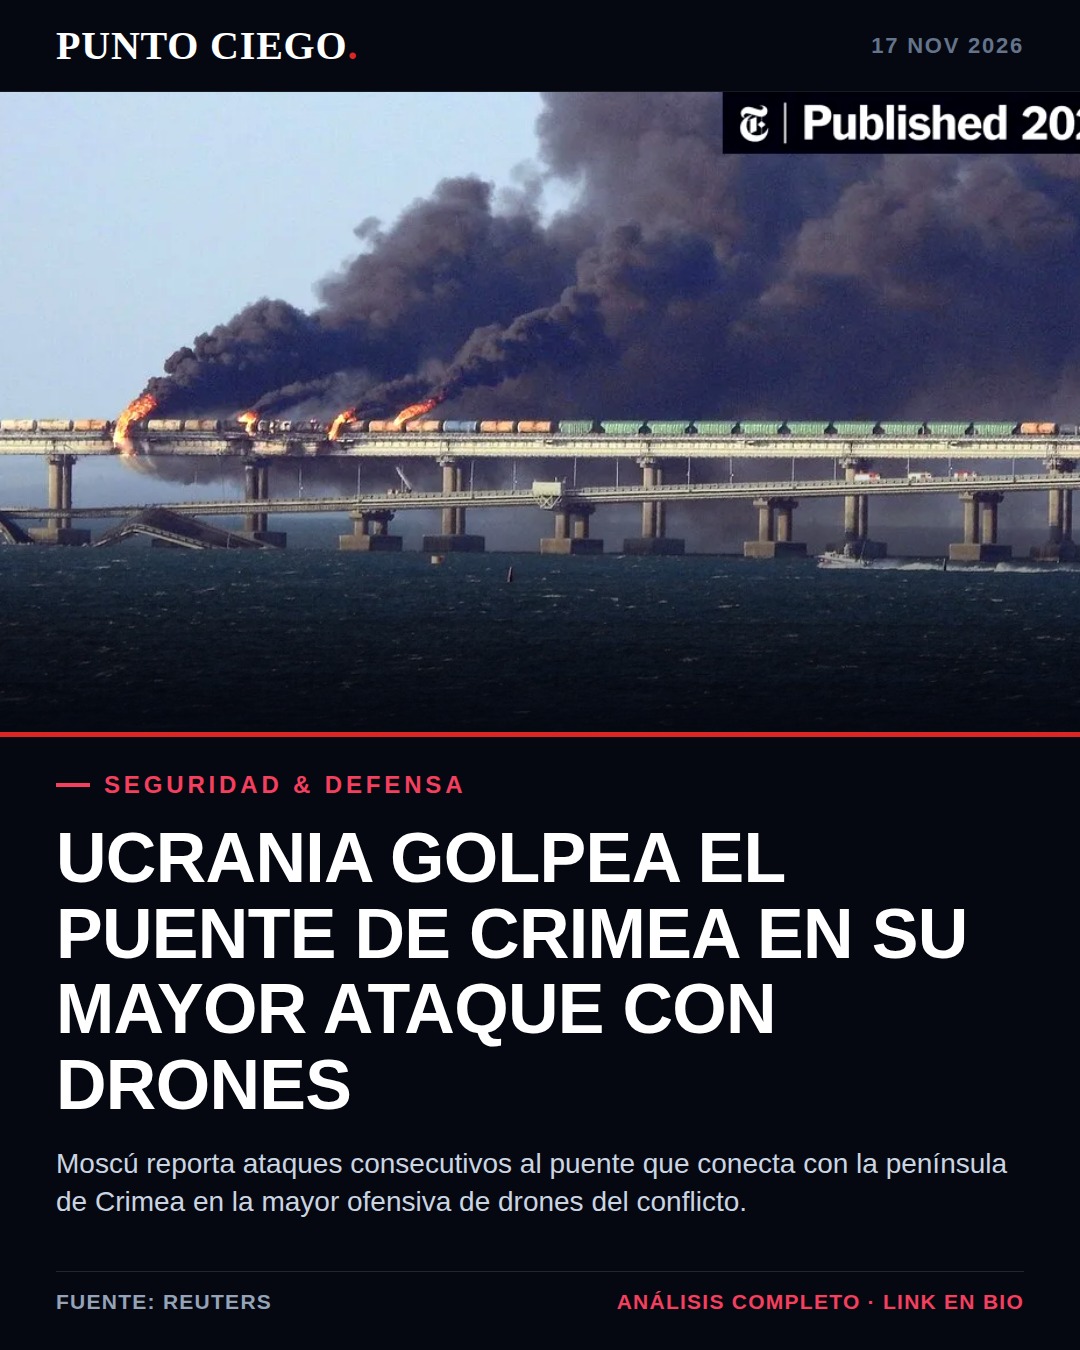 PUNTO CIEGO.
17 NOV 2026
Published 202
SEGURIDAD & DEFENSA
UCRANIA GOLPEA EL
PUENTE DE CRIMEA EN SU
MAYOR ATAQUE CON
DRONES
Moscú reporta ataques consecutivos al puente que conecta con la península
de Crimea en la mayor ofensiva de drones del conflicto.
FUENTE: REUTERS
ANÁLISIS COMPLETO · LINK EN BIO